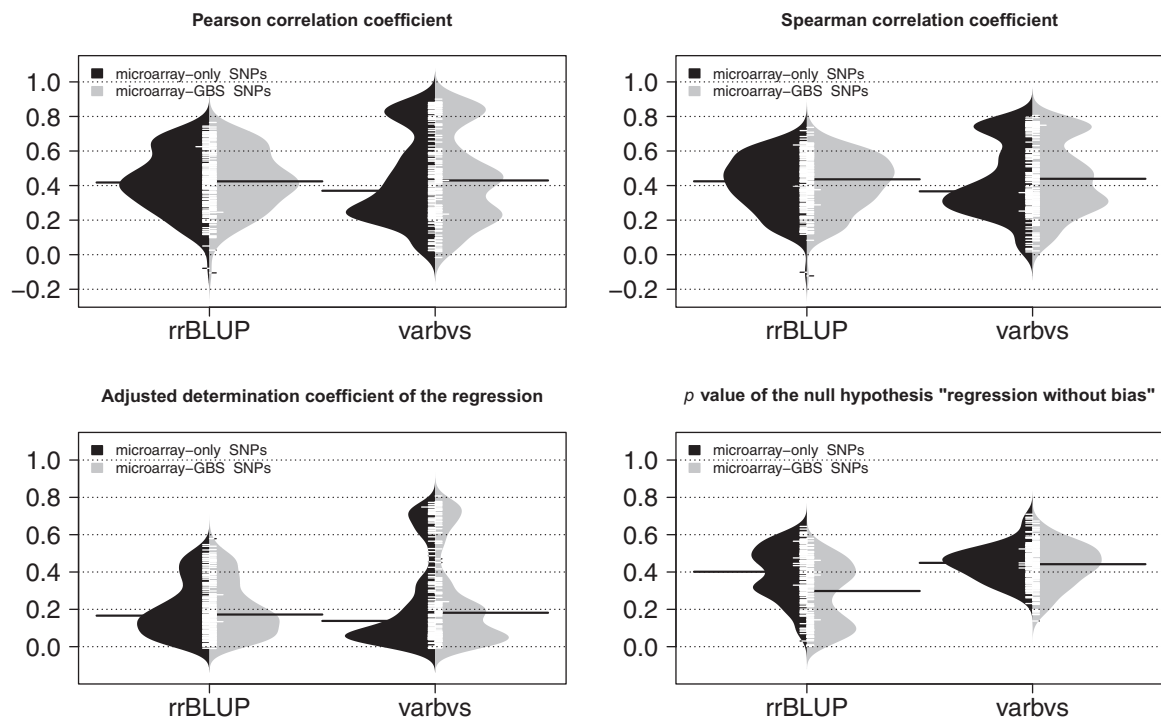 Pearson correlation coefficient
microarray−only SNPs
microarray−GBS SNPs
1.0
0.8
0.6
0.4
0.2
0.0
−0.2
rrBLUP
varbvs
Spearman correlation coefficient
microarray−only SNPs
microarray−GBS SNPs
1.0
0.8
0.6
0.4
0.2
0.0
−0.2
rrBLUP
varbvs
Adjusted determination coefficient of the regression
microarray−only SNPs
microarray−GBS SNPs
1.0
0.8
0.6
0.4
0.2
0.0
rrBLUP
varbvs
p value of the null hypothesis "regression without bias"
microarray−only SNPs
microarray−GBS SNPs
1.0
0.8
0.6
0.4
0.2
0.0
rrBLUP
varbvs